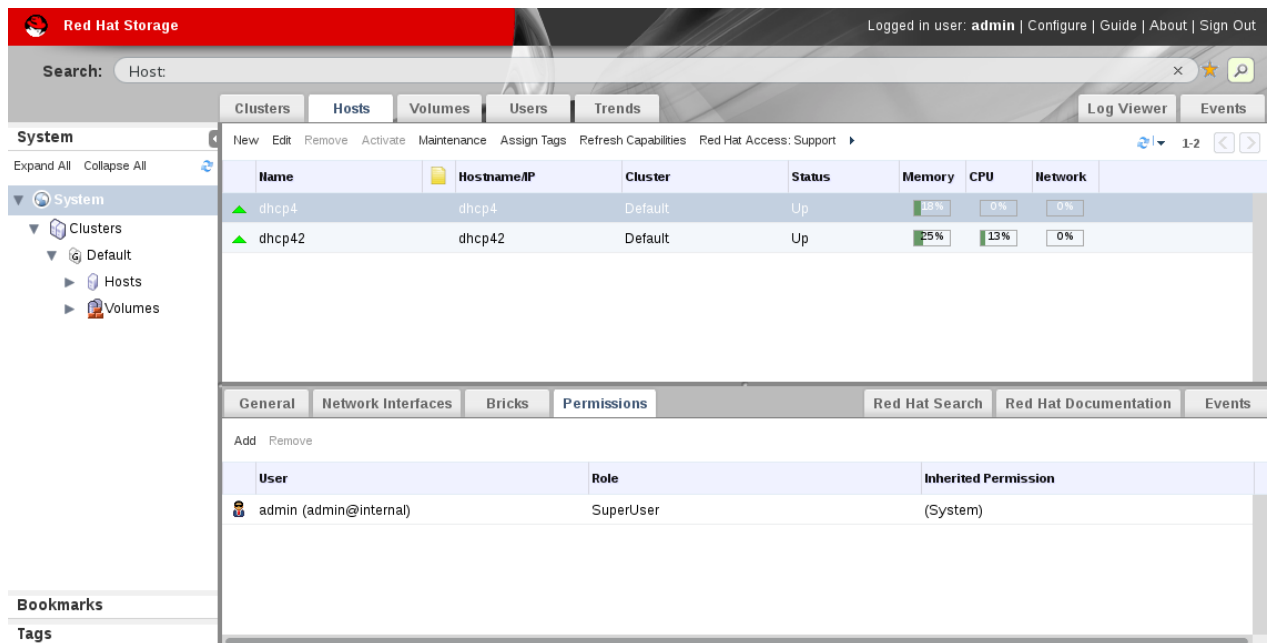 Red Hat Storage
Logged in user: admin | Configure | Guide | About | Sign Out
Search: Host: ×
Clusters Hosts Volumes Users Trends Log Viewer Events
System
New Edit Remove Activate Maintenance Assign Tags Refresh Capabilities Red Hat Access: Support 1-2
Expand All Collapse All
Name Hostname/IP Cluster Status Memory CPU Network
System
dhcp4 dhcp4 Default Up 18% 0% 0%
Clusters
dhcp42 dhcp42 Default Up 25% 13% 0%
G Default
Hosts
Volumes
General Network Interfaces Bricks Permissions Red Hat Search Red Hat Documentation Events
Add Remove
User Role Inherited Permission
admin (admin@internal) SuperUser (System)
Bookmarks
Tags